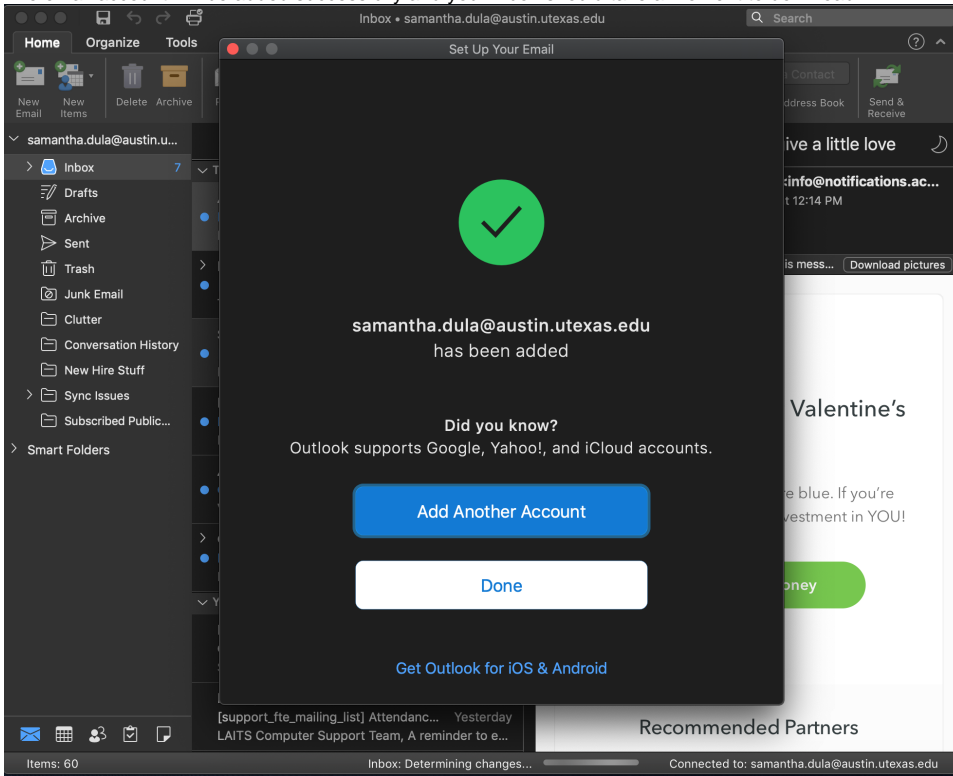 Inbox • samantha.dula@austin.utexas.edu
Search
Home Organize Tools
Set Up Your Email
New Email
New Items
Delete
Archive
Contact
ddress Book
Send & Receive
samantha.dula@austin.u...
Inbox 7
Drafts
Archive
Sent
Trash
Junk Email
Clutter
Conversation History
New Hire Stuff
Sync Issues
Subscribed Public...
Smart Folders
samantha.dula@austin.utexas.edu
has been added
Did you know?
Outlook supports Google, Yahoo!, and iCloud accounts.
Add Another Account
Done
Get Outlook for iOS & Android
ive a little love
info@notifications.ac...
t 12:14 PM
is mess... Download pictures
Valentine's
e blue. If you're
vestment in YOU!
oney
Recommended Partners
[support_fte_mailing_list] Attendanc... Yesterday
LAITS Computer Support Team, A reminder to e...
Items: 60
Inbox: Determining changes...
Connected to: samantha.dula@austin.utexas.edu